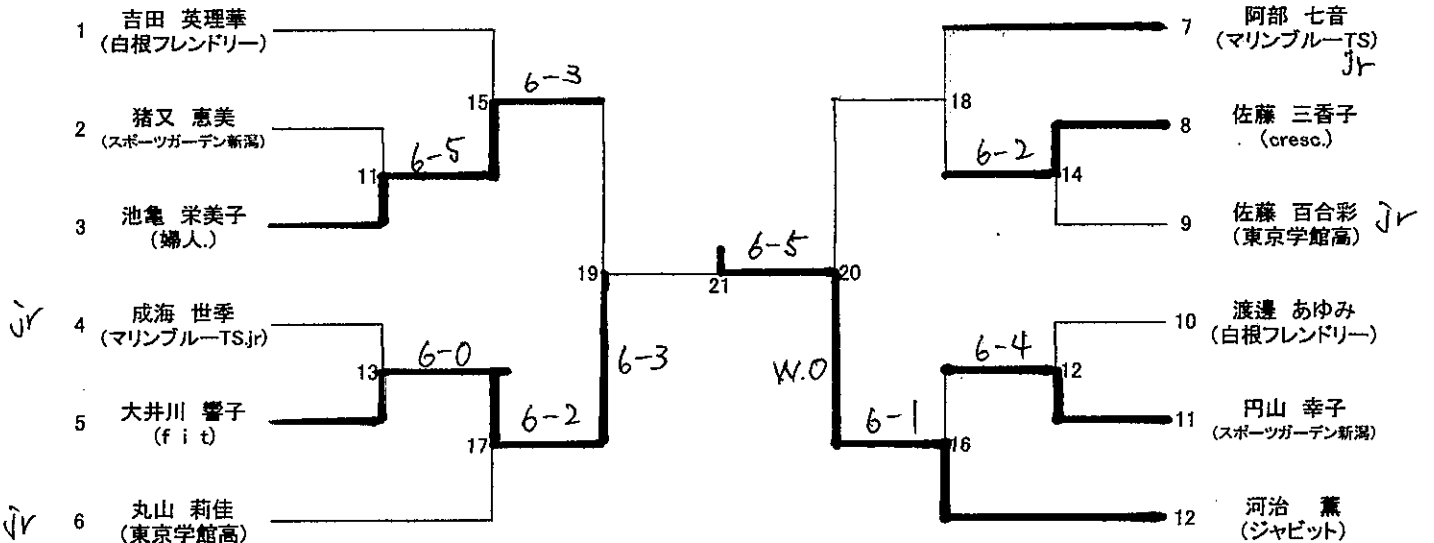 1 吉田 英理華
(白根フレンドリー)
2 猪又 恵美
(スポーツガーデン新潟)
3 池亀 栄美子
(婦人.)
jr 4 成海 世季
(マリンブルーTS.jr)
5 大井川 響子
(fit)
jr 6 丸山 莉佳
(東京学館高)
15
6-3
11
6-5
13
6-0
17
6-2
19
6-3
21
6-5
20
W.O
18
6-2
14
6-4
12
6-1
16
7 阿部 七音
(マリンブルーTS)
jr
8 佐藤 三香子
(cresc.)
9 佐藤 百合彩 jr
(東京学館高)
10 渡邊 あゆみ
(白根フレンドリー)
11 円山 幸子
(スポーツガーデン新潟)
12 河治 薫
(ジャビット)